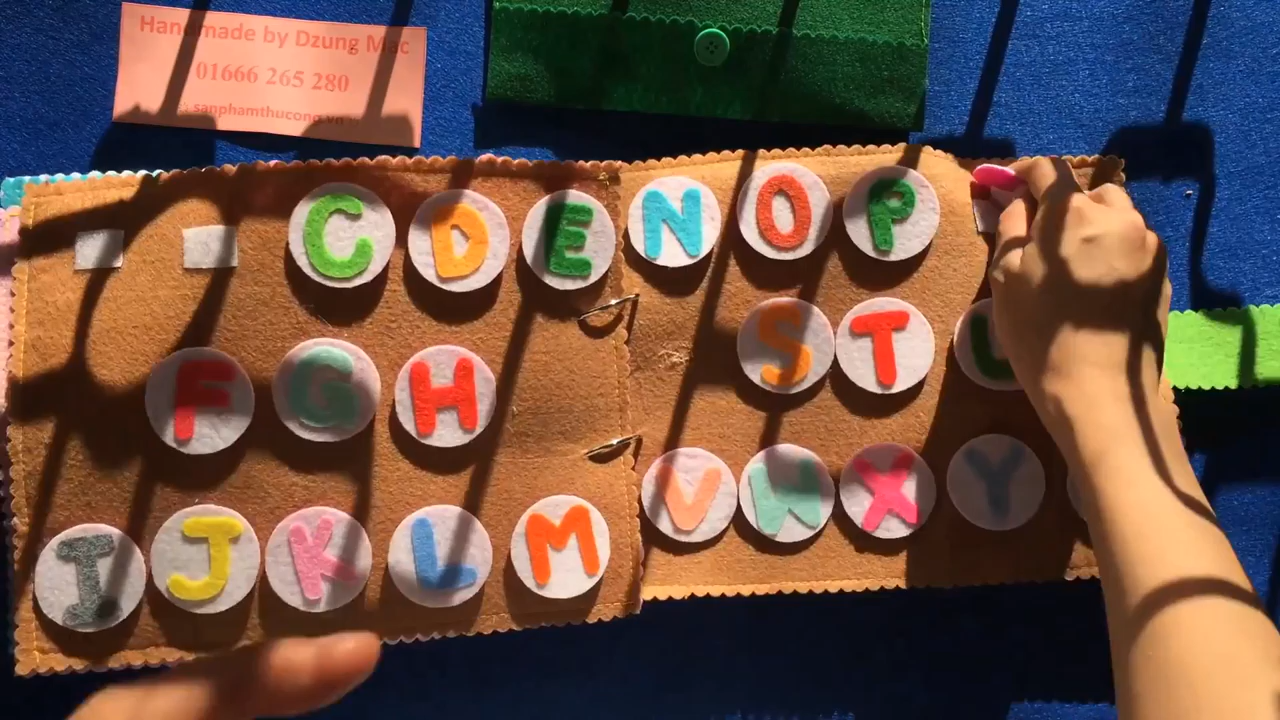 Handmade by Dzung Mac
01666 265 280
sanphamthucong.vn
C D E N O P
F G H S T U
I J K L M V W X Y